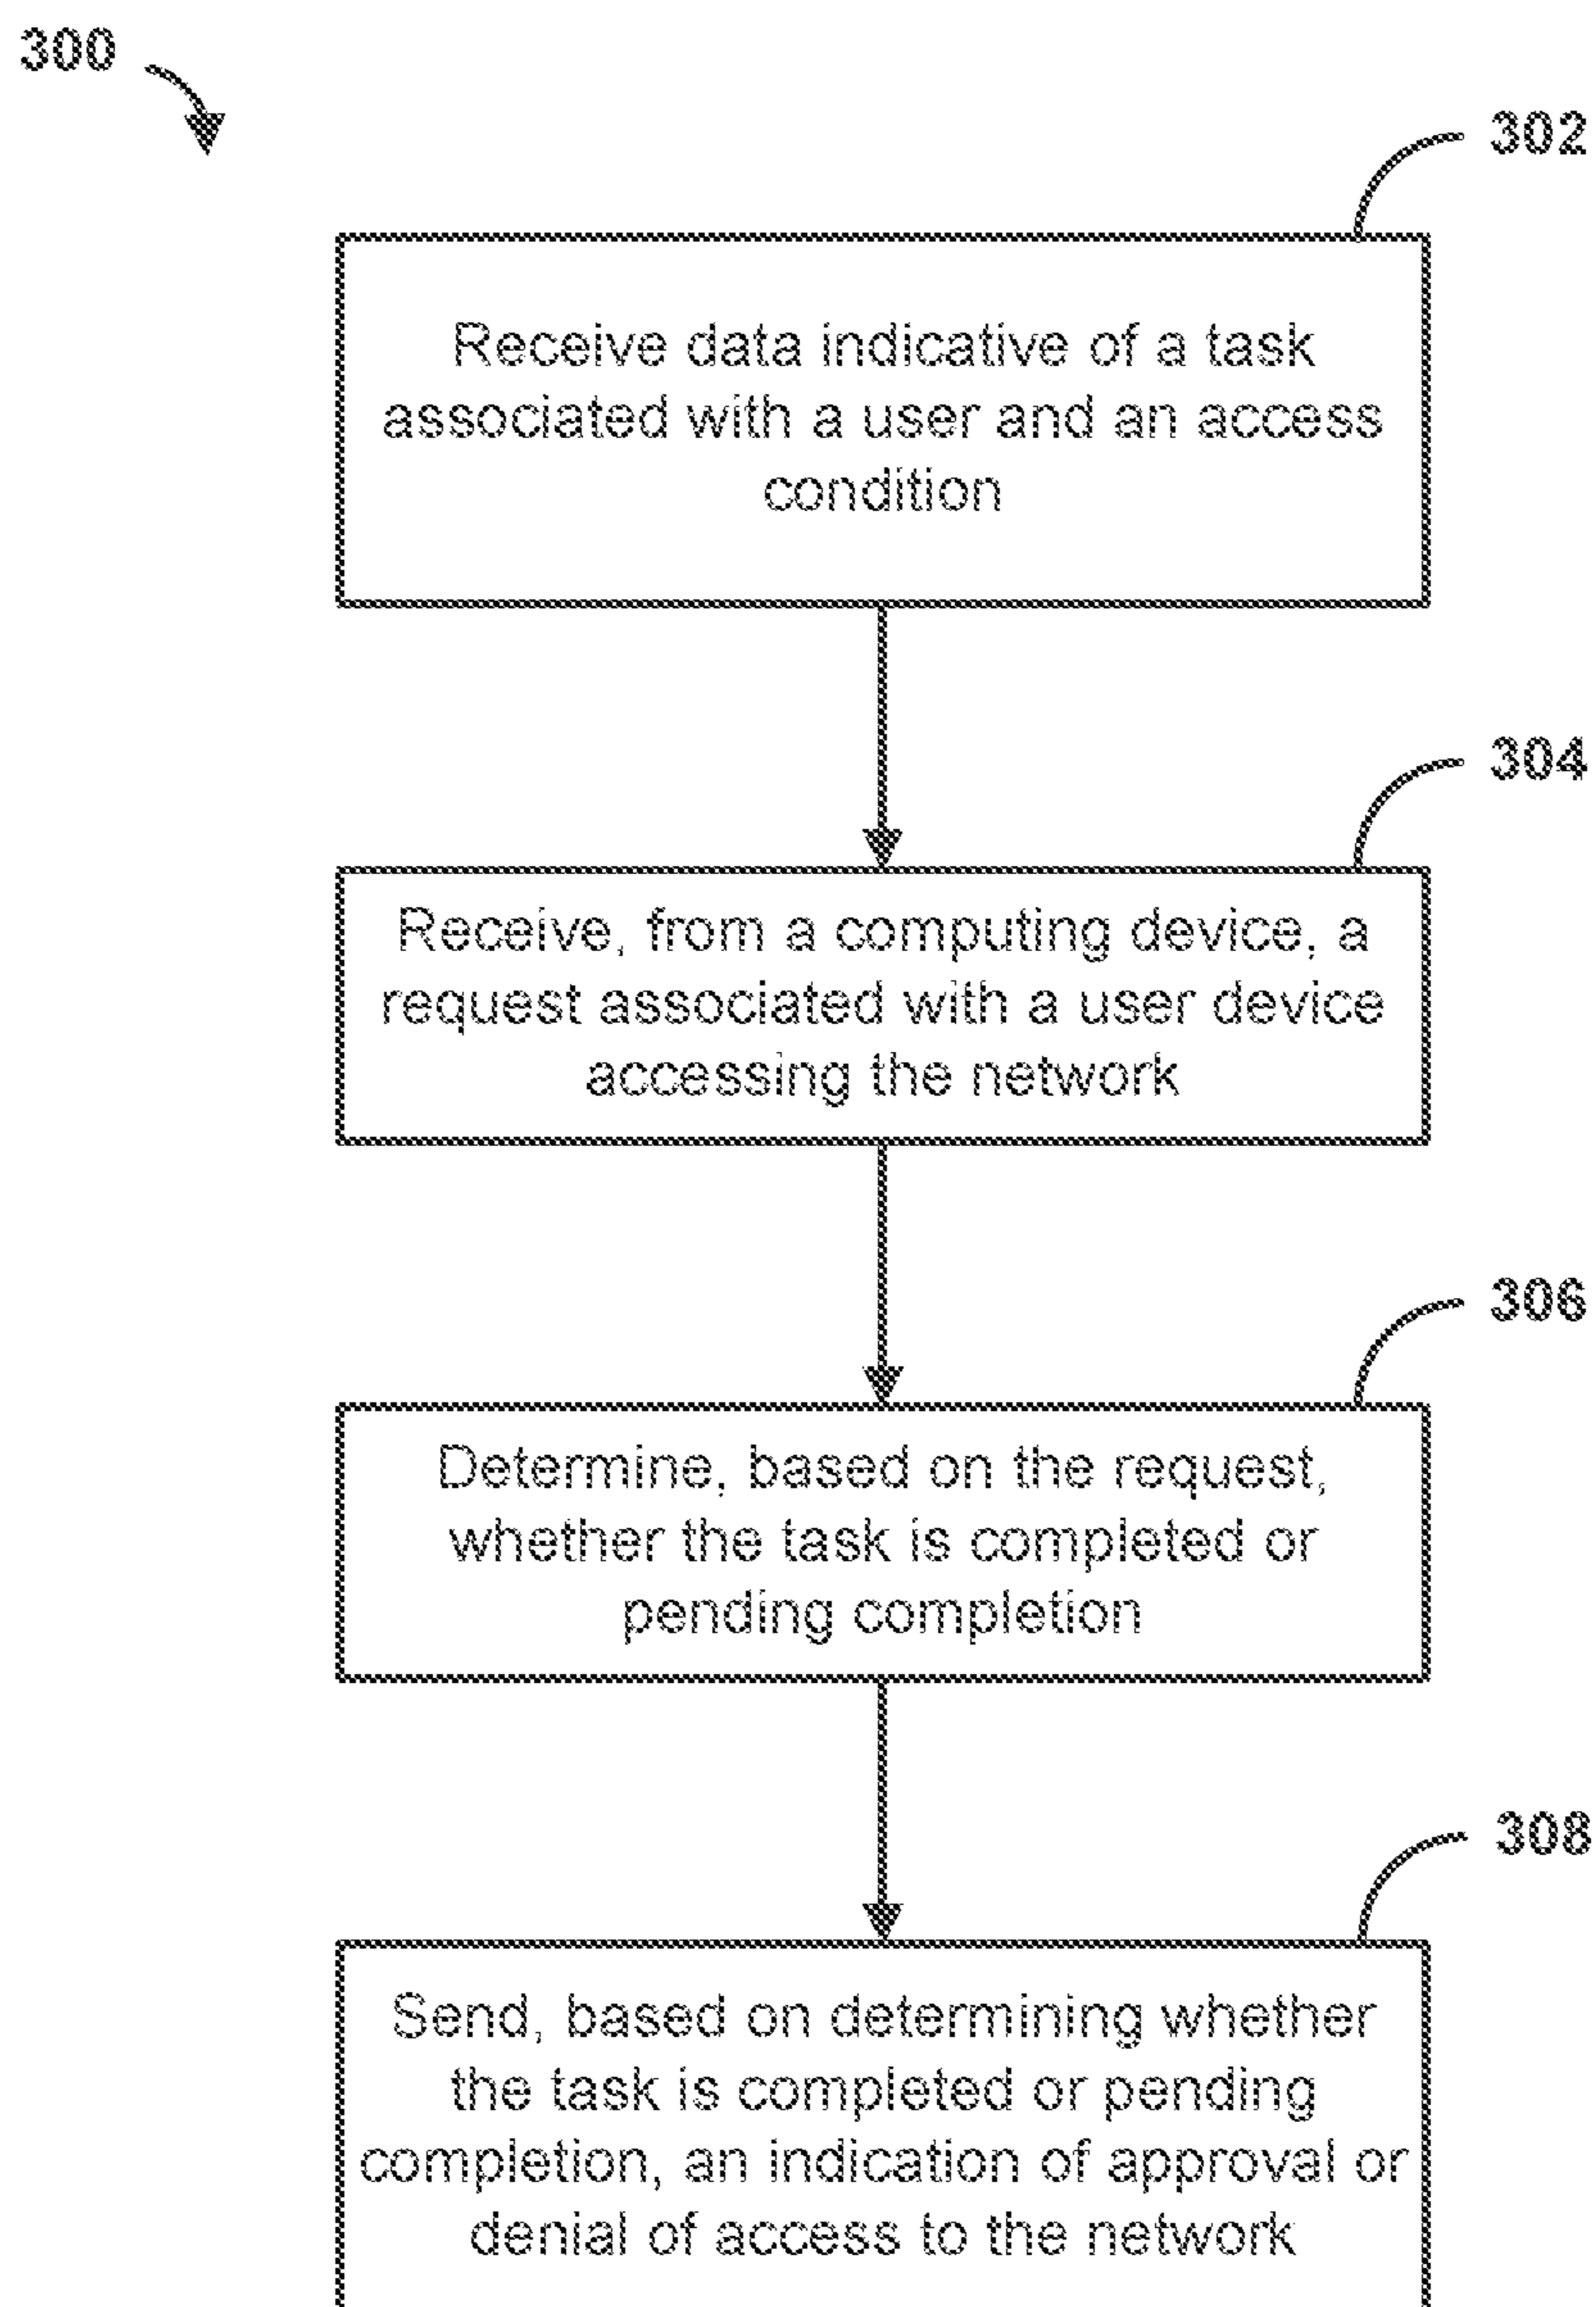 300
302
Receive data indicative of a task
associated with a user and an access
condition
304
Receive, from a computing device, a
request associated with a user device
accessing the network
306
Determine, based on the request,
whether the task is completed or
pending completion
308
Send, based on determining whether
the task is completed or pending
completion, an indication of approval or
denial of access to the network